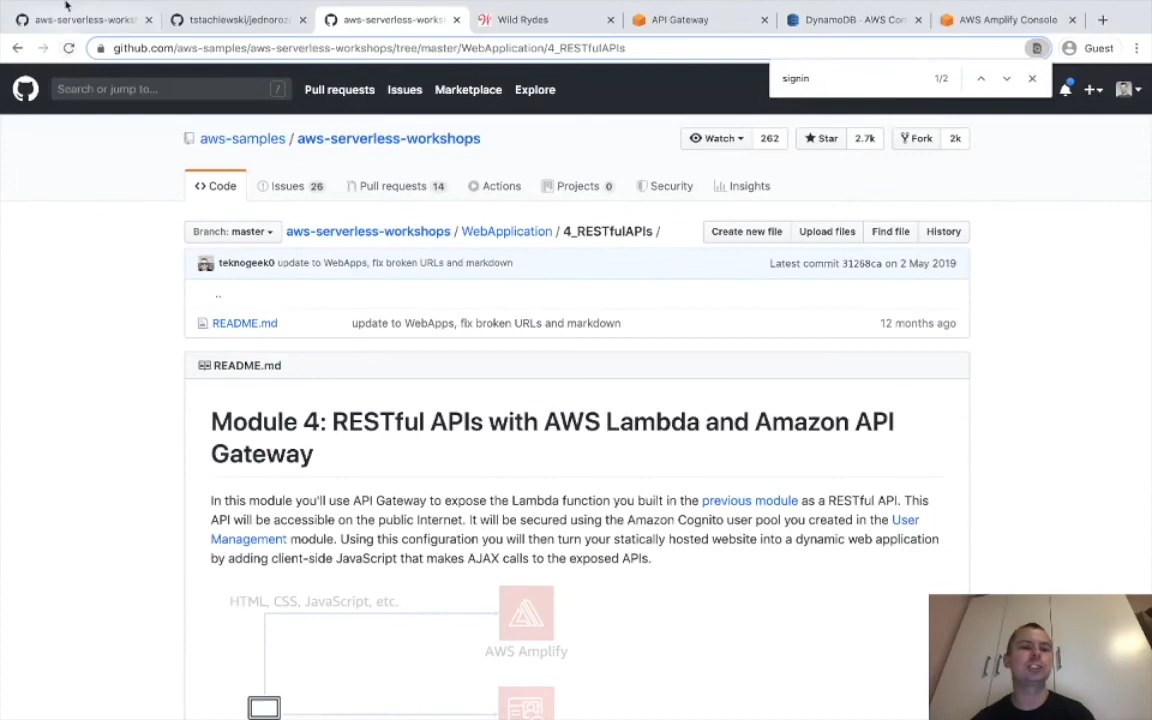 aws-serverless-works
tstachiewski/jednoroz
aws-serverless-works
Wild Rydes
API Gateway
DynamoDB - AWS Con
AWS Amplify Console
github.com/aws-samples/aws-serverless-workshops/tree/master/WebApplication/4_RESTfulAPIs
Guest
signin
1/2
Search or jump to...
/
Pull requests
Issues
Marketplace
Explore
aws-samples / aws-serverless-workshops
Watch
262
Star
2.7k
Fork
2k
Code
Issues 26
Pull requests 14
Actions
Projects 0
Security
Insights
Branch: master
aws-serverless-workshops / WebApplication / 4_RESTfulAPIs /
Create new file
Upload files
Find file
History
teknogeek0 update to WebApps, fix broken URLs and markdown
Latest commit 31268ca on 2 May 2019
..
README.md
update to WebApps, fix broken URLs and markdown
12 months ago
README.md
Module 4: RESTful APIs with AWS Lambda and Amazon API
Gateway
In this module you'll use API Gateway to expose the Lambda function you built in the previous module as a RESTful API. This
API will be accessible on the public Internet. It will be secured using the Amazon Cognito user pool you created in the User
Management module. Using this configuration you will then turn your statically hosted website into a dynamic web application
by adding client-side JavaScript that makes AJAX calls to the exposed APIs.
HTML, CSS, JavaScript, etc.
AWS Amplify